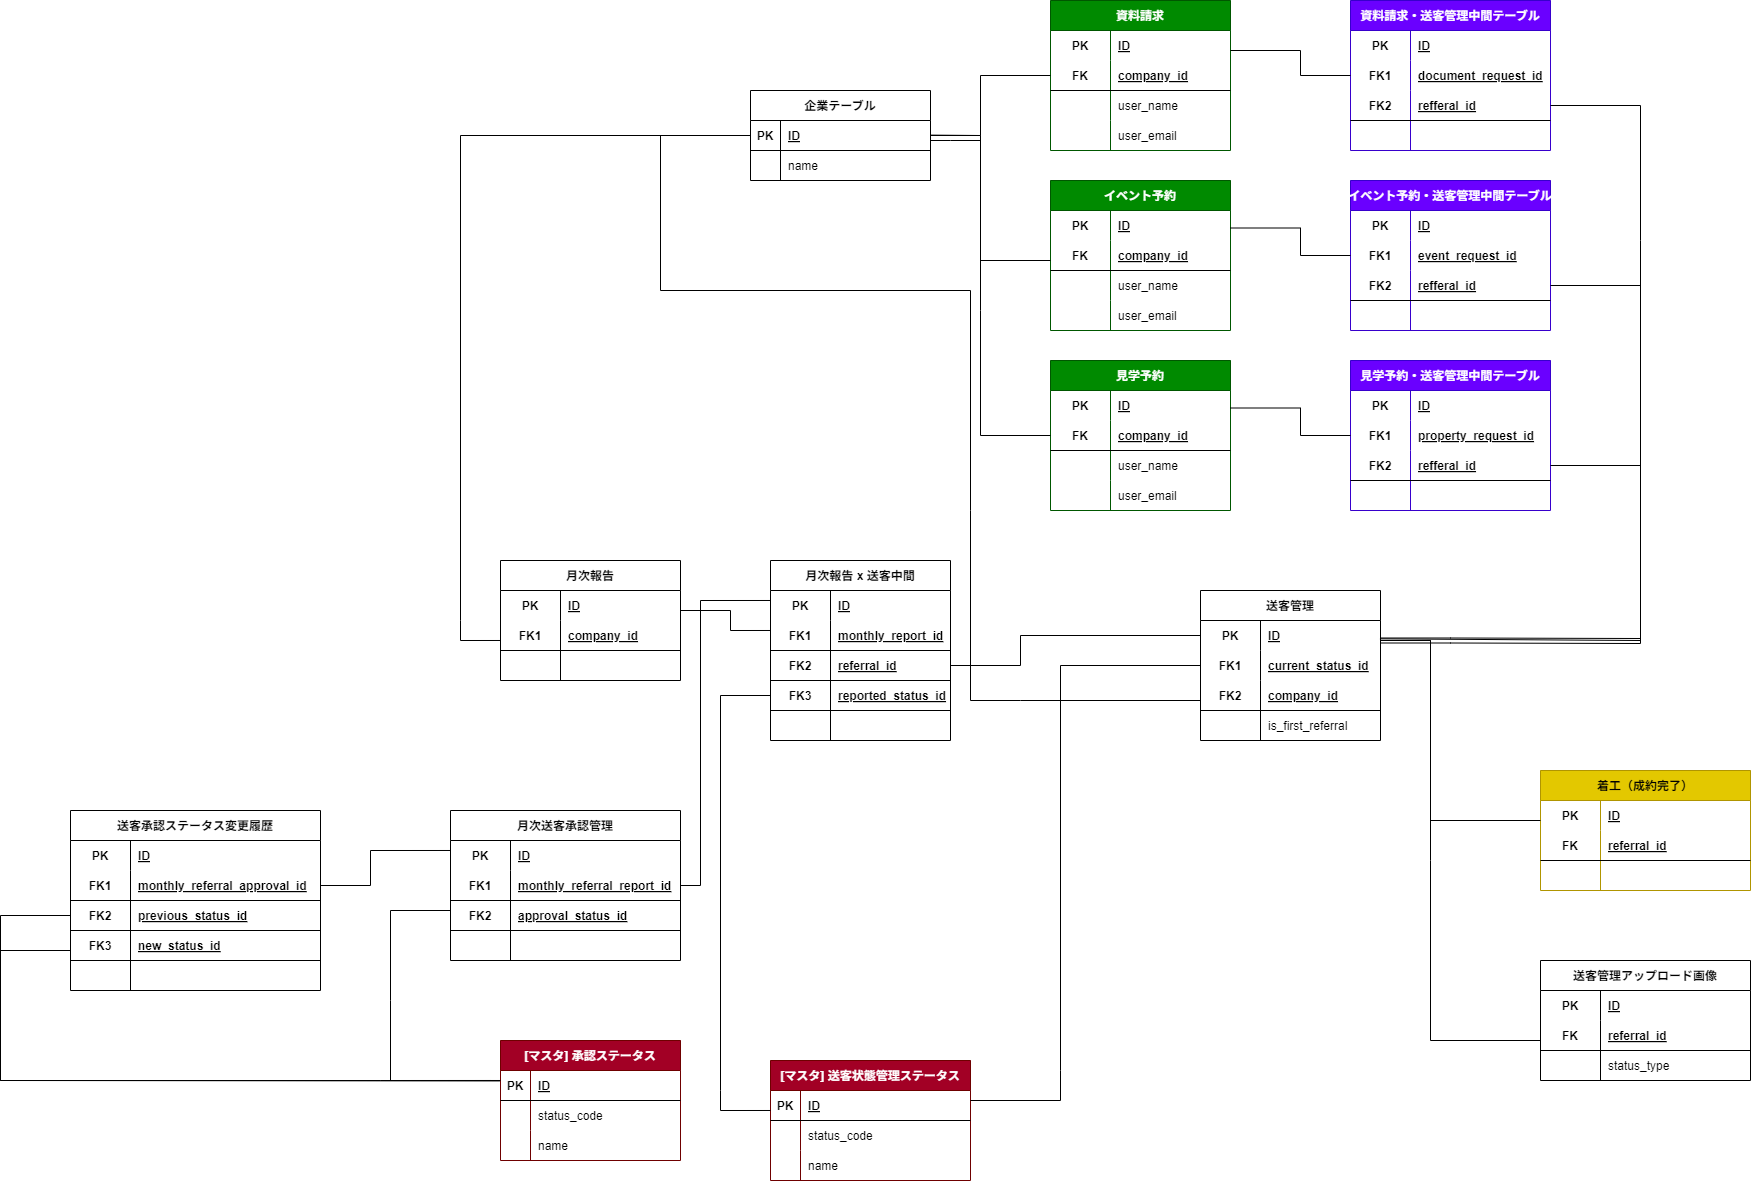 資料請求
PK ID
FK company_id
user_name
user_email
資料請求・送客管理中間テーブル
PK ID
FK1 document_request_id
FK2 refferal_id
企業テーブル
PK ID
name
イベント予約
PK ID
FK company_id
user_name
user_email
イベント予約・送客管理中間テーブル
PK ID
FK1 event_request_id
FK2 refferal_id
見学予約
PK ID
FK company_id
user_name
user_email
見学予約・送客管理中間テーブル
PK ID
FK1 property_request_id
FK2 refferal_id
月次報告
PK ID
FK1 company_id
月次報告 x 送客中間
PK ID
FK1 monthly_report_id
FK2 referral_id
FK3 reported_status_id
送客管理
PK ID
FK1 current_status_id
FK2 company_id
is_first_referral
着工（成約完了）
PK ID
FK referral_id
送客承認ステータス変更履歴
PK ID
FK1 monthly_referral_approval_id
FK2 previous_status_id
FK3 new_status_id
月次送客承認管理
PK ID
FK1 monthly_referral_report_id
FK2 approval_status_id
送客管理アップロード画像
PK ID
FK referral_id
status_type
[マスタ] 承認ステータス
PK ID
status_code
name
[マスタ] 送客状態管理ステータス
PK ID
status_code
name